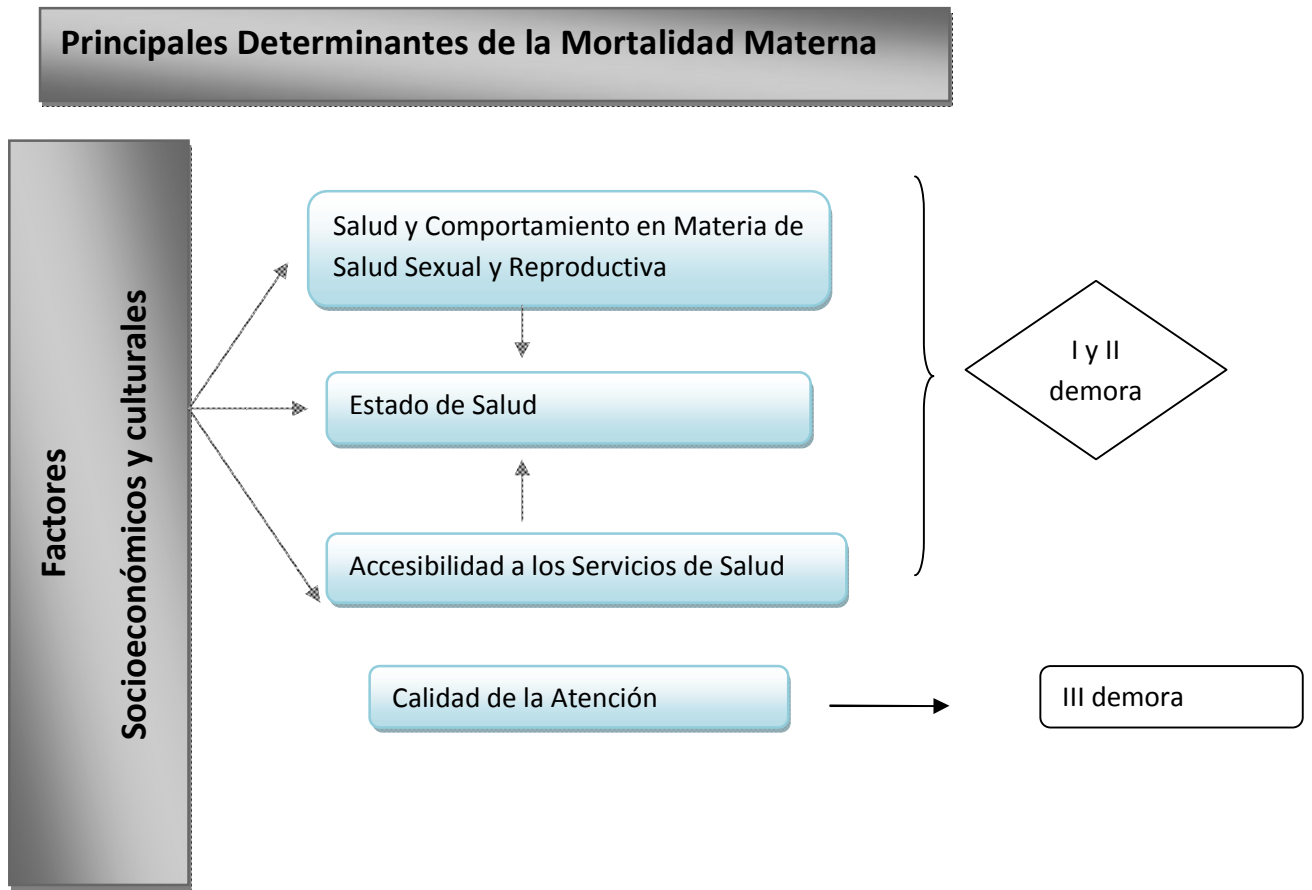 Principales Determinantes de la Mortalidad Materna
Factores
Socioeconómicos y culturales
Salud y Comportamiento en Materia de
Salud Sexual y Reproductiva
Estado de Salud
Accesibilidad a los Servicios de Salud
I y II
demora
Calidad de la Atención
III demora